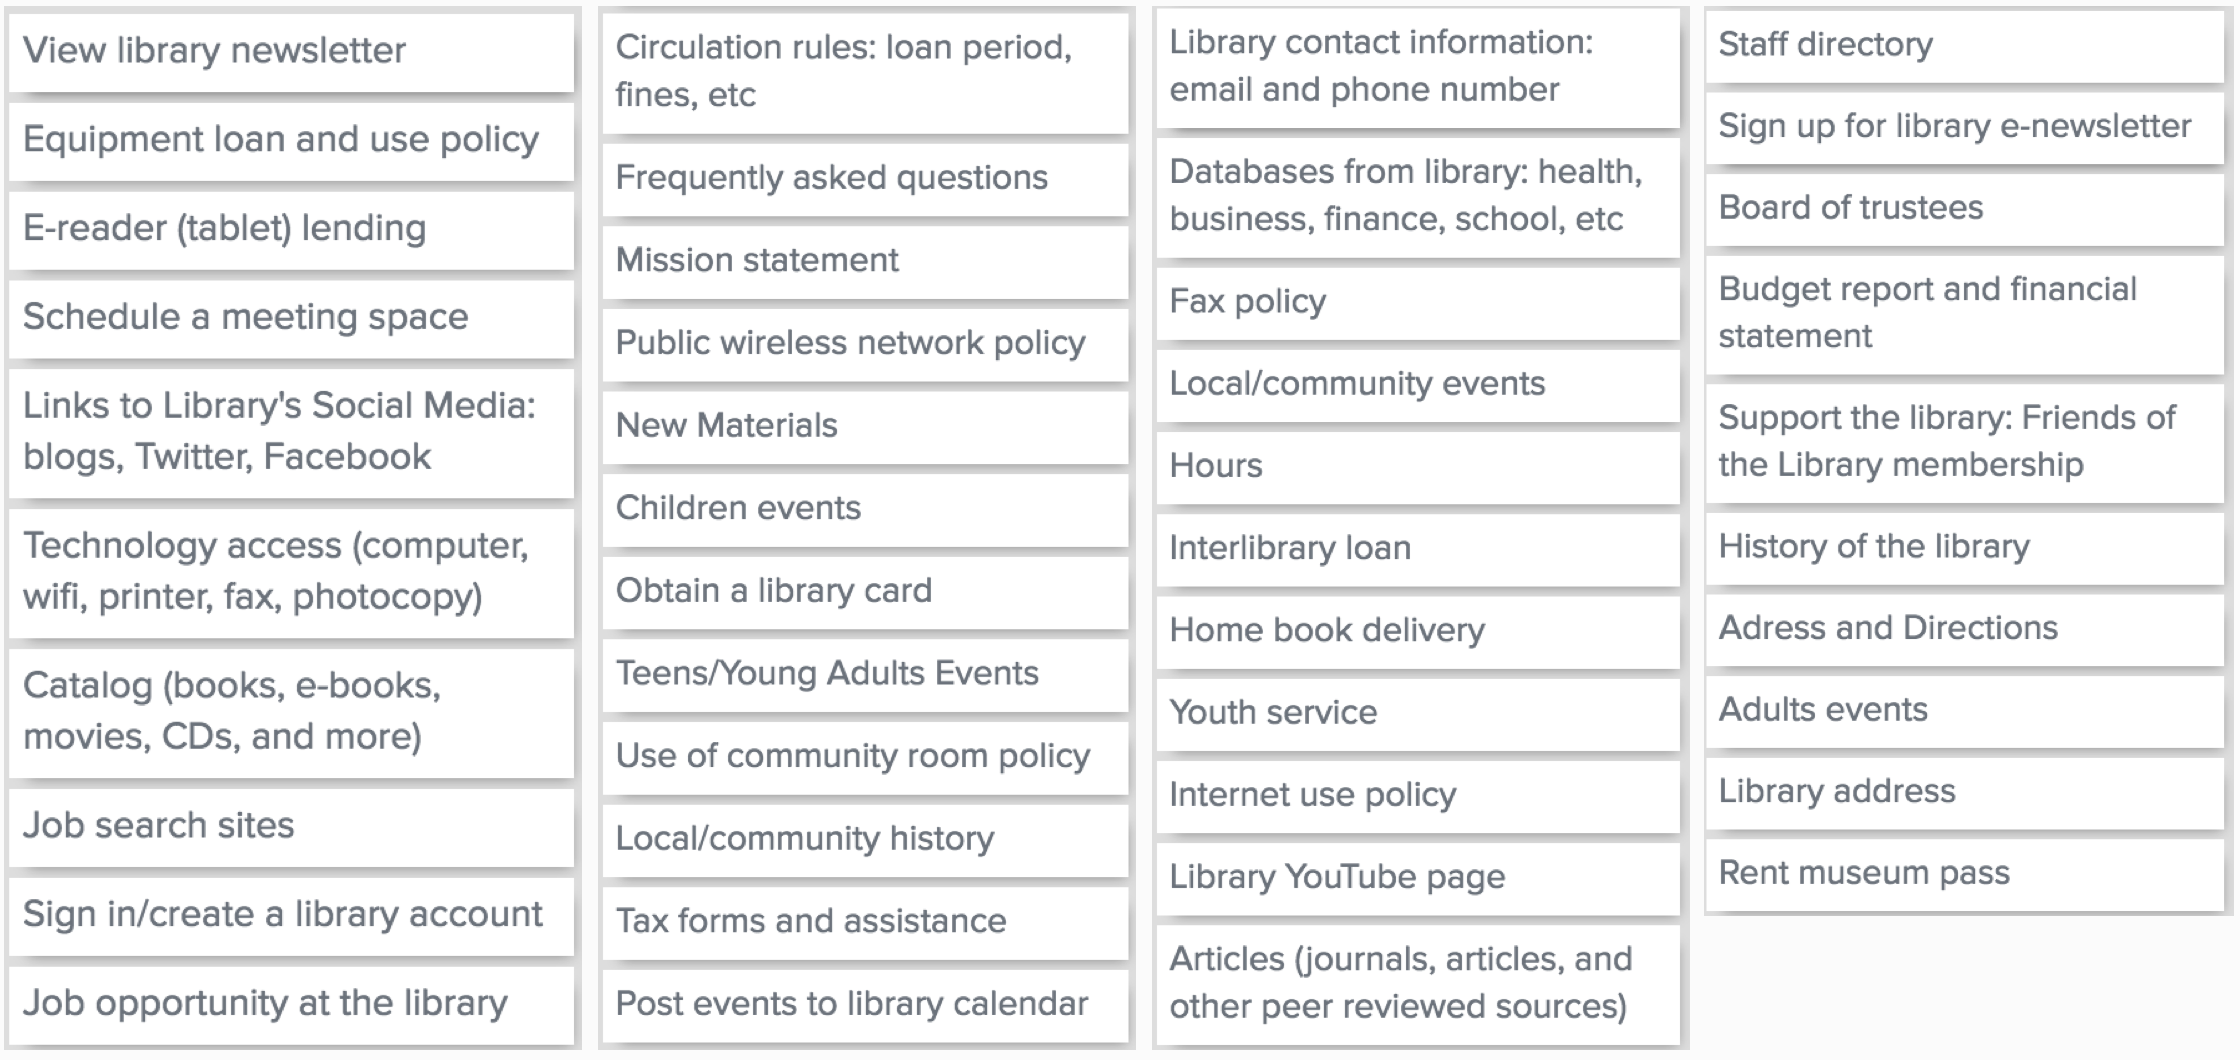 View library newsletter
Equipment loan and use policy
E-reader (tablet) lending
Schedule a meeting space
Links to Library's Social Media:
blogs, Twitter, Facebook
Technology access (computer,
wifi, printer, fax, photocopy)
Catalog (books, e-books,
movies, CDs, and more)
Job search sites
Sign in/create a library account
Job opportunity at the library
Circulation rules: loan period,
fines, etc
Frequently asked questions
Mission statement
Public wireless network policy
New Materials
Children events
Obtain a library card
Teens/Young Adults Events
Use of community room policy
Local/community history
Tax forms and assistance
Post events to library calendar
Library contact information:
email and phone number
Databases from library: health,
business, finance, school, etc
Fax policy
Local/community events
Hours
Interlibrary loan
Home book delivery
Youth service
Internet use policy
Library YouTube page
Articles (journals, articles, and
other peer reviewed sources)
Staff directory
Sign up for library e-newsletter
Board of trustees
Budget report and financial
statement
Support the library: Friends of
the Library membership
History of the library
Adress and Directions
Adults events
Library address
Rent museum pass